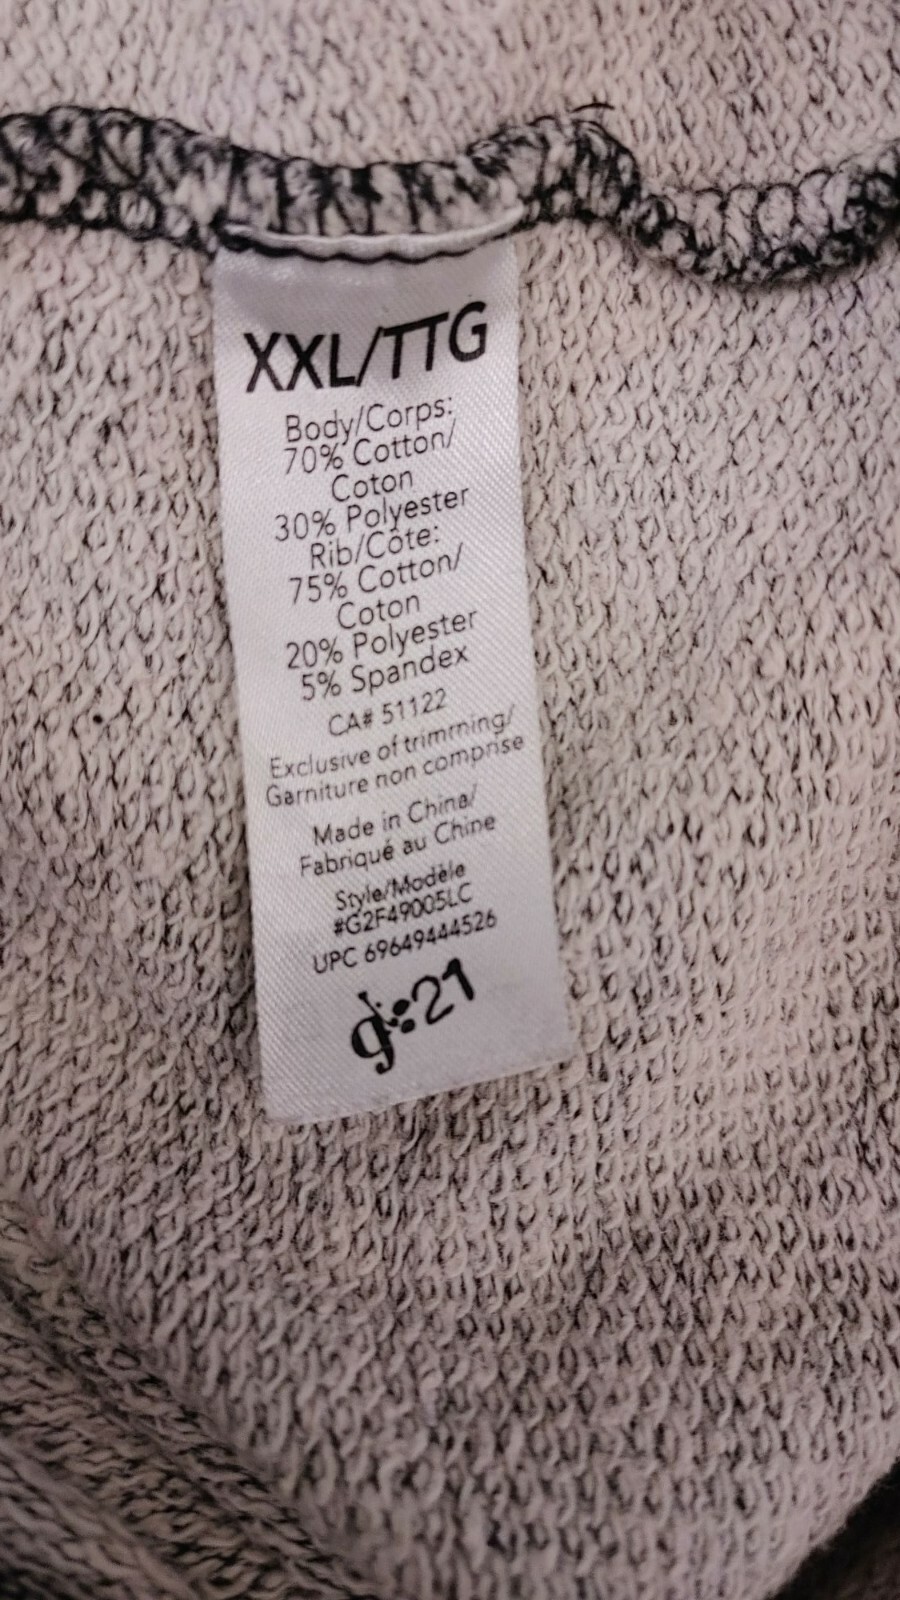 XXL/TTG
Body/Corps:
70% Cotton/
Coton
30% Polyester
Rib/Côte:
75% Cotton/
Coton
20% Polyester
5% Spandex
CA# 51122
Exclusive of trimming/
Garniture non comprise
Made in China/
Fabriqué au Chine
Style/Modèle
#G2F49005LC
UPC 69649444526
g:21